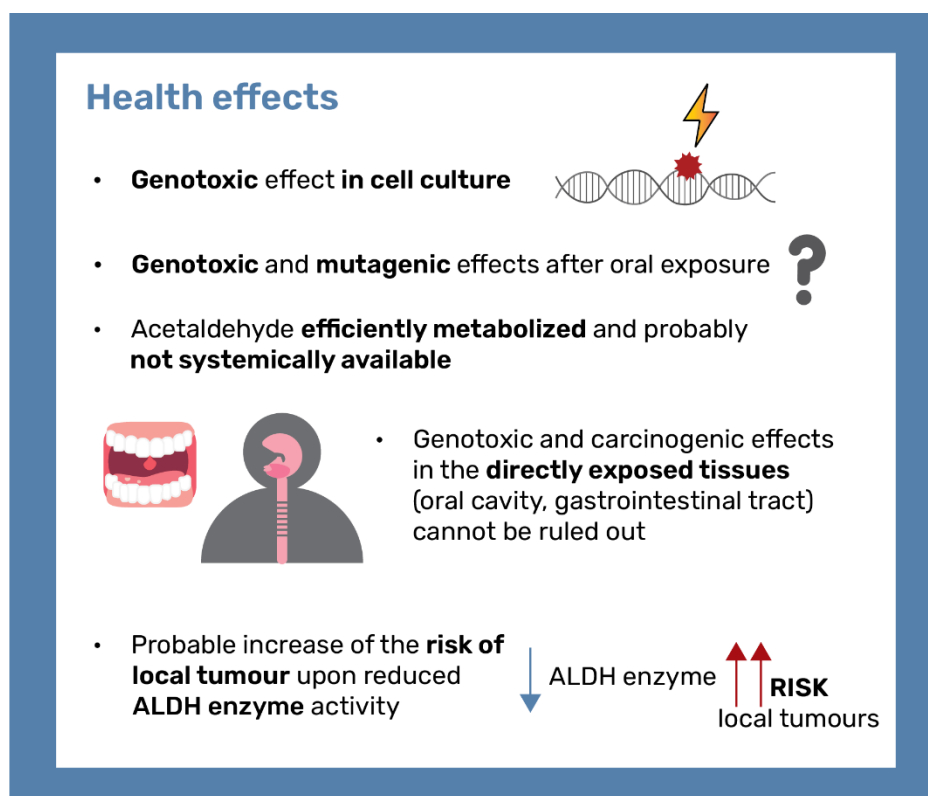 Health effects
• Genotoxic effect in cell culture
• Genotoxic and mutagenic effects after oral exposure ?
• Acetaldehyde efficiently metabolized and probably
not systemically available
• Genotoxic and carcinogenic effects
in the directly exposed tissues
(oral cavity, gastrointestinal tract)
cannot be ruled out
• Probable increase of the risk of
local tumour upon reduced
ALDH enzyme activity
ALDH enzyme
RISK
local tumours